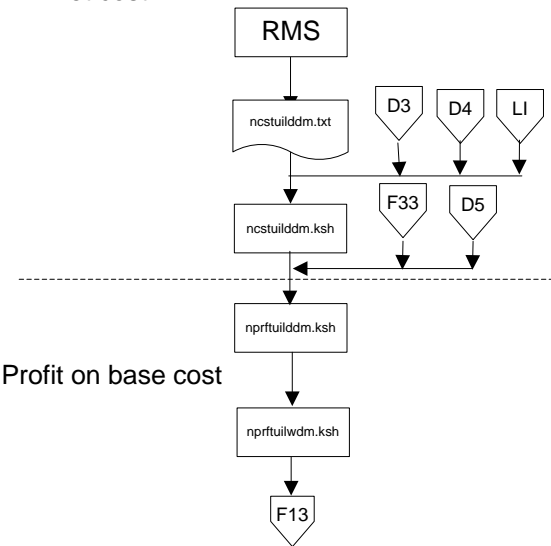 RMS
ncstuilddm.txt
D3
D4
LI
F33
D5
ncstuilddm.ksh
nprftuilddm.ksh
Profit on base cost
nprftuilwdm.ksh
F13